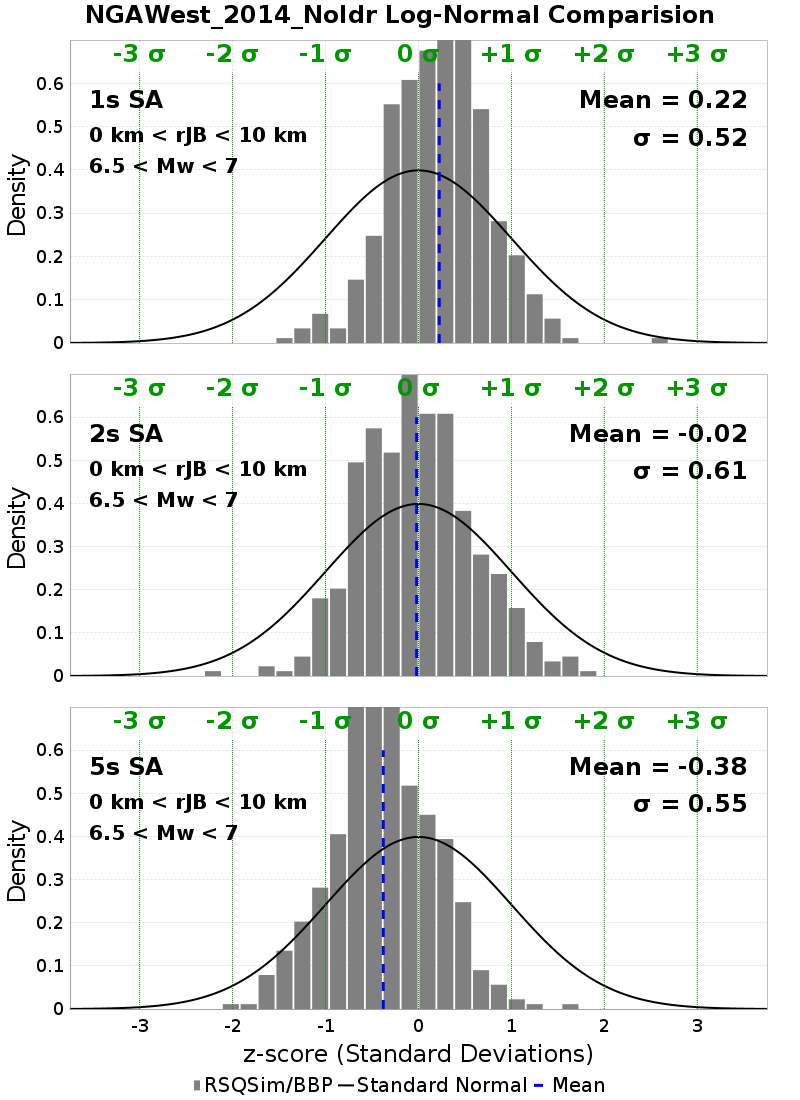 NGAWest_2014_NoIdr Log-Normal Comparision
-3 σ -2 σ -1 σ 0 σ +1 σ +2 σ +3 σ
1s SA
0 km < rJB < 10 km
6.5 < Mw < 7
Mean = 0.22
σ = 0.52
Density
0.6
0.5
0.4
0.3
0.2
0.1
0
-3 σ -2 σ -1 σ 0 σ +1 σ +2 σ +3 σ
2s SA
0 km < rJB < 10 km
6.5 < Mw < 7
Mean = -0.02
σ = 0.61
Density
0.6
0.5
0.4
0.3
0.2
0.1
0
-3 σ -2 σ -1 σ 0 σ +1 σ +2 σ +3 σ
5s SA
0 km < rJB < 10 km
6.5 < Mw < 7
Mean = -0.38
σ = 0.55
Density
0.6
0.5
0.4
0.3
0.2
0.1
0
-3 -2 -1 0 1 2 3
z-score (Standard Deviations)
RSQSim/BBP Standard Normal Mean